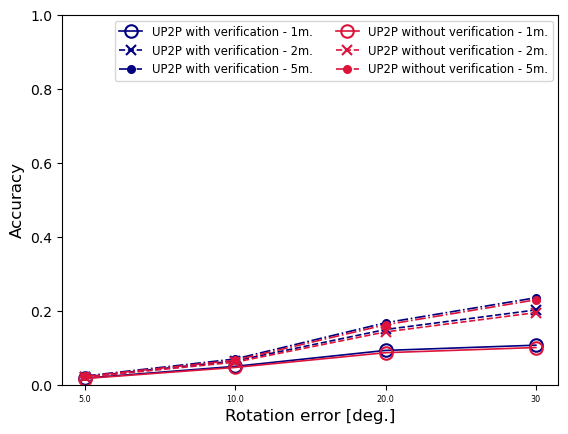 1.0
0.8
0.6
0.4
0.2
0.0
Accuracy
UP2P with verification - 1m.
UP2P with verification - 2m.
UP2P with verification - 5m.
UP2P without verification - 1m.
UP2P without verification - 2m.
UP2P without verification - 5m.
5.0 10.0 20.0 30
Rotation error [deg.]